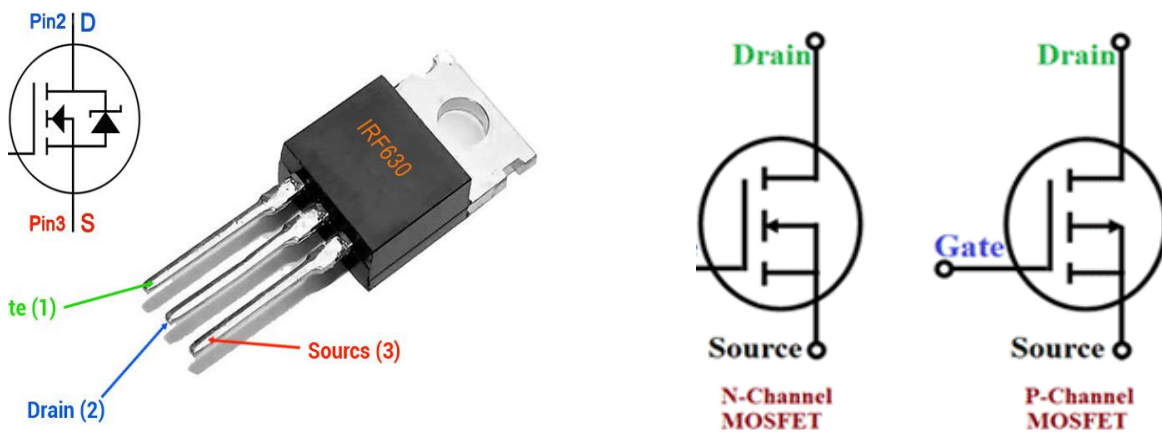 Pin2 D
IRF630
Pin3 S
te (1)
Sourcs (3)
Drain (2)
Drain
Drain
Gate
Source
Source
N-Channel
MOSFET
P-Channel
MOSFET